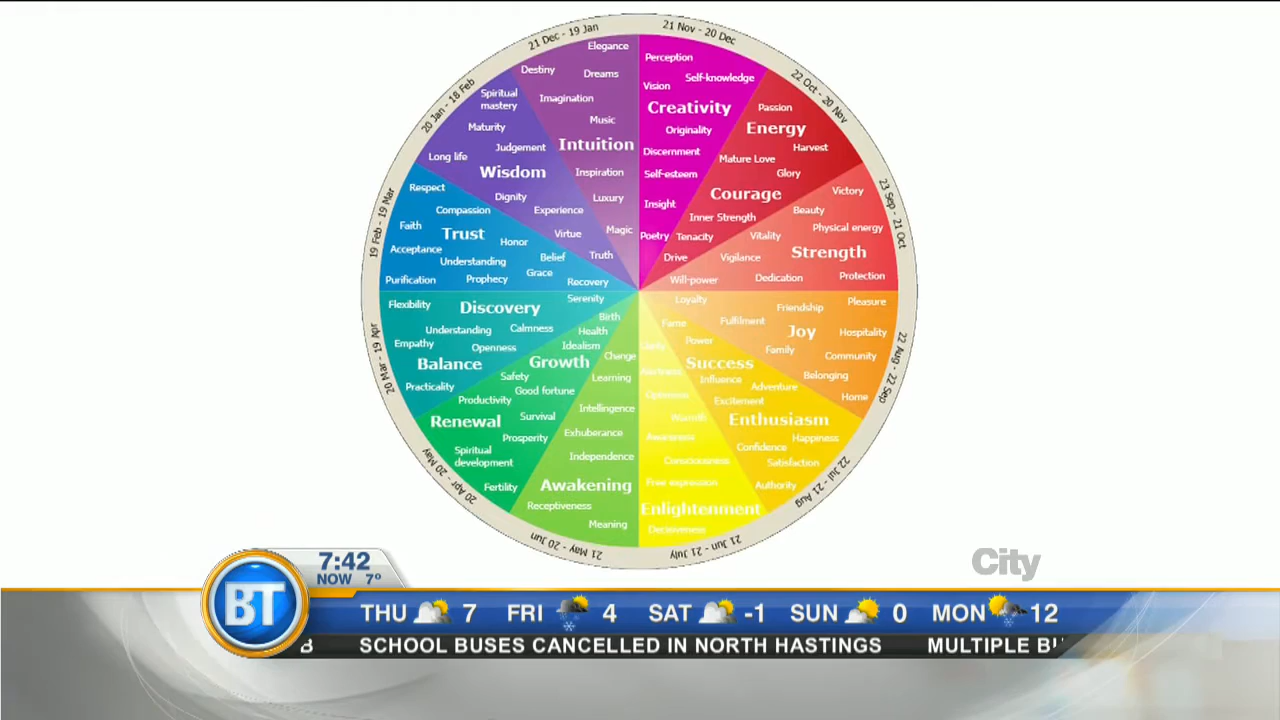 21 Dec - 19 Jan
21 Nov - 20 Dec
22 Oct - 20 Nov
23 Sep - 21 Oct
22 Aug - 22 Sep
22 Jul - 21 Aug
21 Jun - 21 July
21 May - 20 Jun
20 Apr - 20 May
20 Mar - 19 Apr
19 Feb - 19 Mar
20 Jan - 18 Feb
Elegance
Destiny
Dreams
Imagination
Music
Intuition
Inspiration
Luxury
Magic
Perception
Self-knowledge
Vision
Creativity
Originality
Discernment
Self-esteem
Insight
Poetry
Passion
Energy
Harvest
Mature Love
Glory
Courage
Inner Strength
Tenacity
Drive
Victory
Beauty
Physical energy
Vitality
Strength
Vigilance
Dedication
Protection
Will-power
Loyalty
Pleasure
Friendship
Fulfilment
Joy
Hospitality
Family
Community
Belonging
Home
Fame
Power
Success
Influence
Adventure
Excitement
Enthusiasm
Happiness
Confidence
Satisfaction
Authority
Clarity
Alertness
Optimism
Warmth
Awareness
Consciousness
Free expression
Enlightenment
Decisiveness
Birth
Health
Idealism
Change
Learning
Intelligence
Exhuberance
Independence
Awakening
Receptiveness
Meaning
Growth
Safety
Good fortune
Productivity
Survival
Renewal
Prosperity
Spiritual
development
Fertility
Serenity
Flexibility
Discovery
Understanding
Calmness
Empathy
Openness
Balance
Practicality
Respect
Compassion
Faith
Trust
Honor
Acceptance
Understanding
Belief
Purification
Prophecy
Grace
Recovery
Spiritual
mastery
Maturity
Judgement
Long life
Wisdom
Dignity
Experience
Virtue
Truth
City
7:42
NOW 7°
BT
THU 7 FRI 4 SAT -1 SUN 0 MON 12
SCHOOL BUSES CANCELLED IN NORTH HASTINGS MULTIPLE